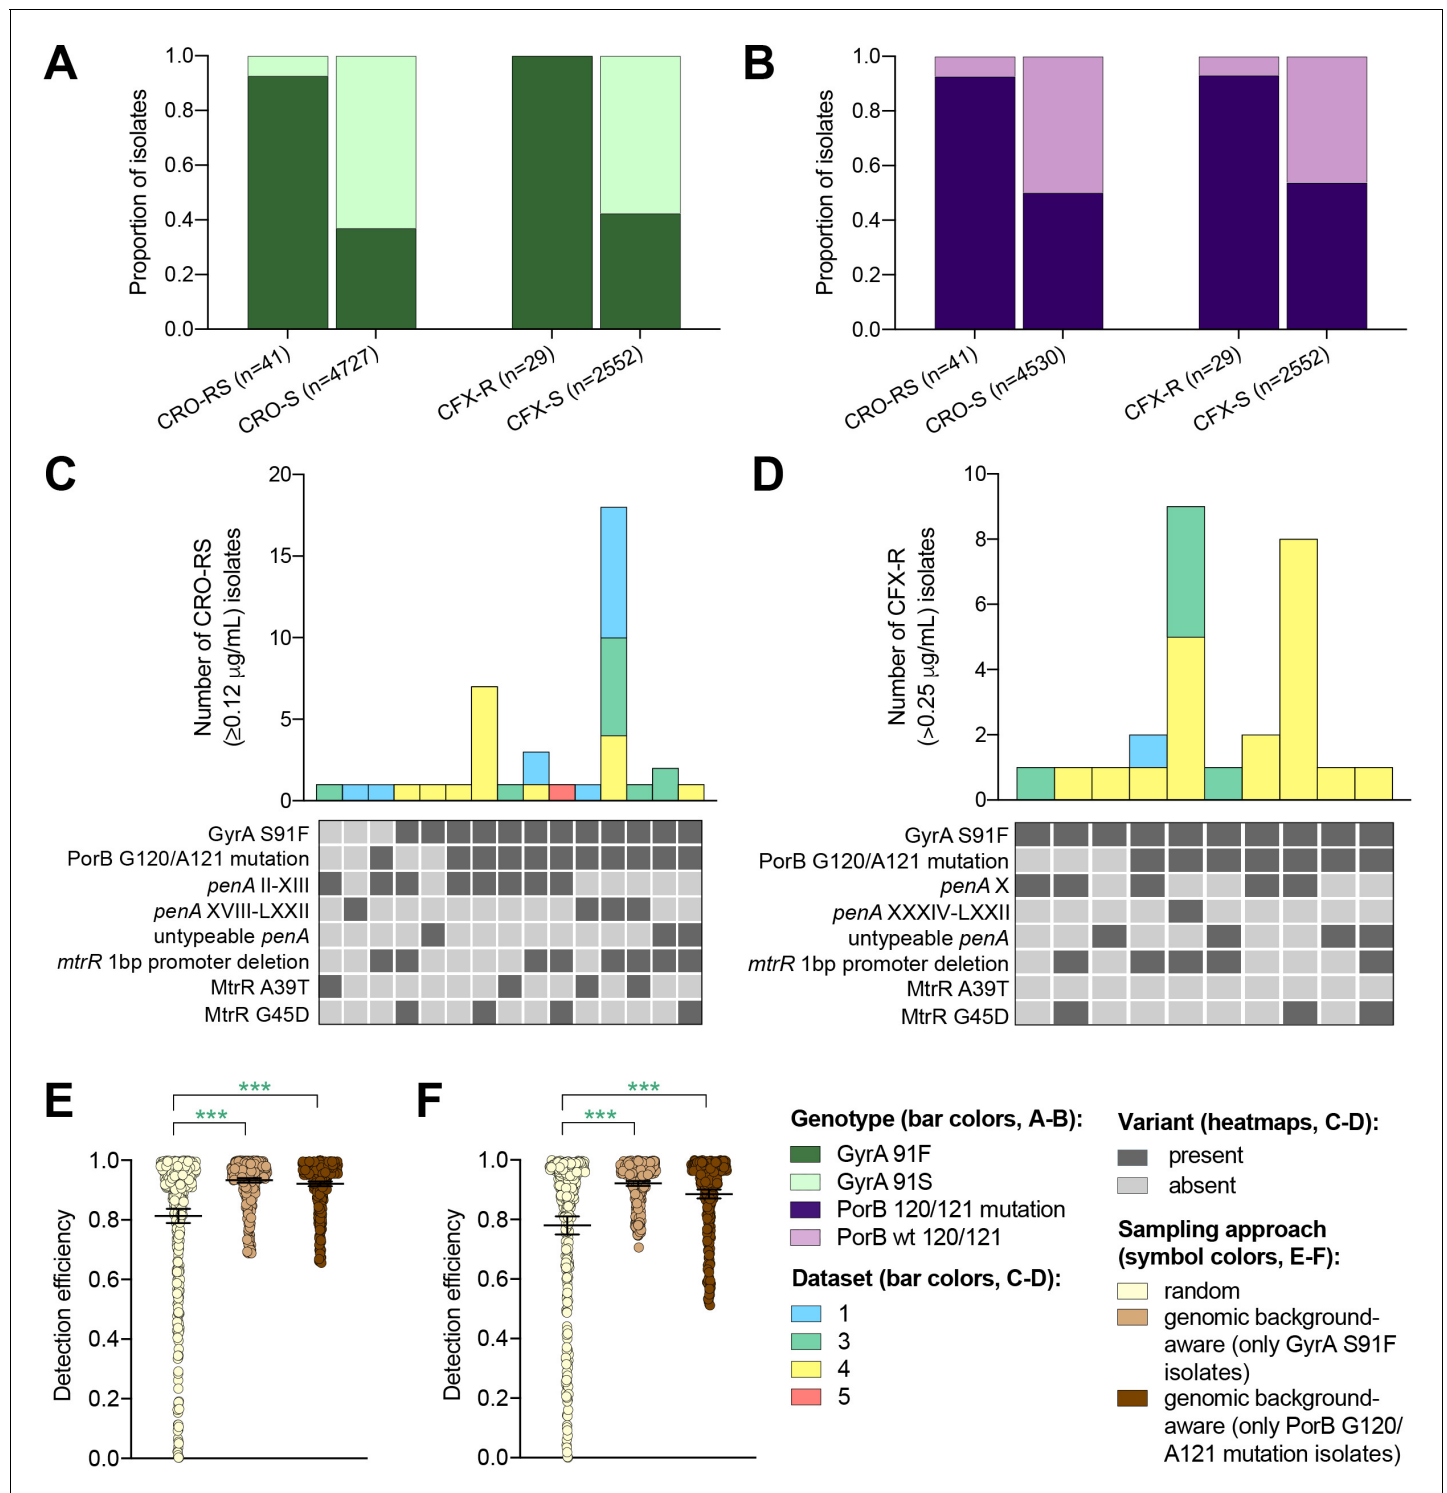 A
1.0
0.8
0.6
0.4
0.2
0.0
Proportion of isolates
CRO-RS (n=41)
CRO-S (n=4727)
CFX-R (n=29)
CFX-S (n=2552)
B
1.0
0.8
0.6
0.4
0.2
0.0
Proportion of isolates
CRO-RS (n=41)
CRO-S (n=4530)
CFX-R (n=29)
CFX-S (n=2552)
C
20
15
10
5
0
Number of CRO-RS
(≥0.12 µg/mL) isolates
GyrA S91F
PorB G120/A121 mutation
penA II-XIII
penA XVIII-LXXII
untypeable penA
mtrR 1bp promoter deletion
MtrR A39T
MtrR G45D
D
10
8
6
4
2
0
Number of CFX-R
(>0.25 µg/mL) isolates
GyrA S91F
PorB G120/A121 mutation
penA X
penA XXXIV-LXXII
untypeable penA
mtrR 1bp promoter deletion
MtrR A39T
MtrR G45D
E
***
***
1.0
0.8
0.6
0.4
0.2
0.0
Detection efficiency
F
***
***
1.0
0.8
0.6
0.4
0.2
0.0
Detection efficiency
Genotype (bar colors, A-B):
GyrA 91F
GyrA 91S
PorB 120/121 mutation
PorB wt 120/121
Dataset (bar colors, C-D):
1
3
4
5
Variant (heatmaps, C-D):
present
absent
Sampling approach
(symbol colors, E-F):
random
genomic background-
aware (only GyrA S91F
isolates)
genomic background-
aware (only PorB G120/
A121 mutation isolates)